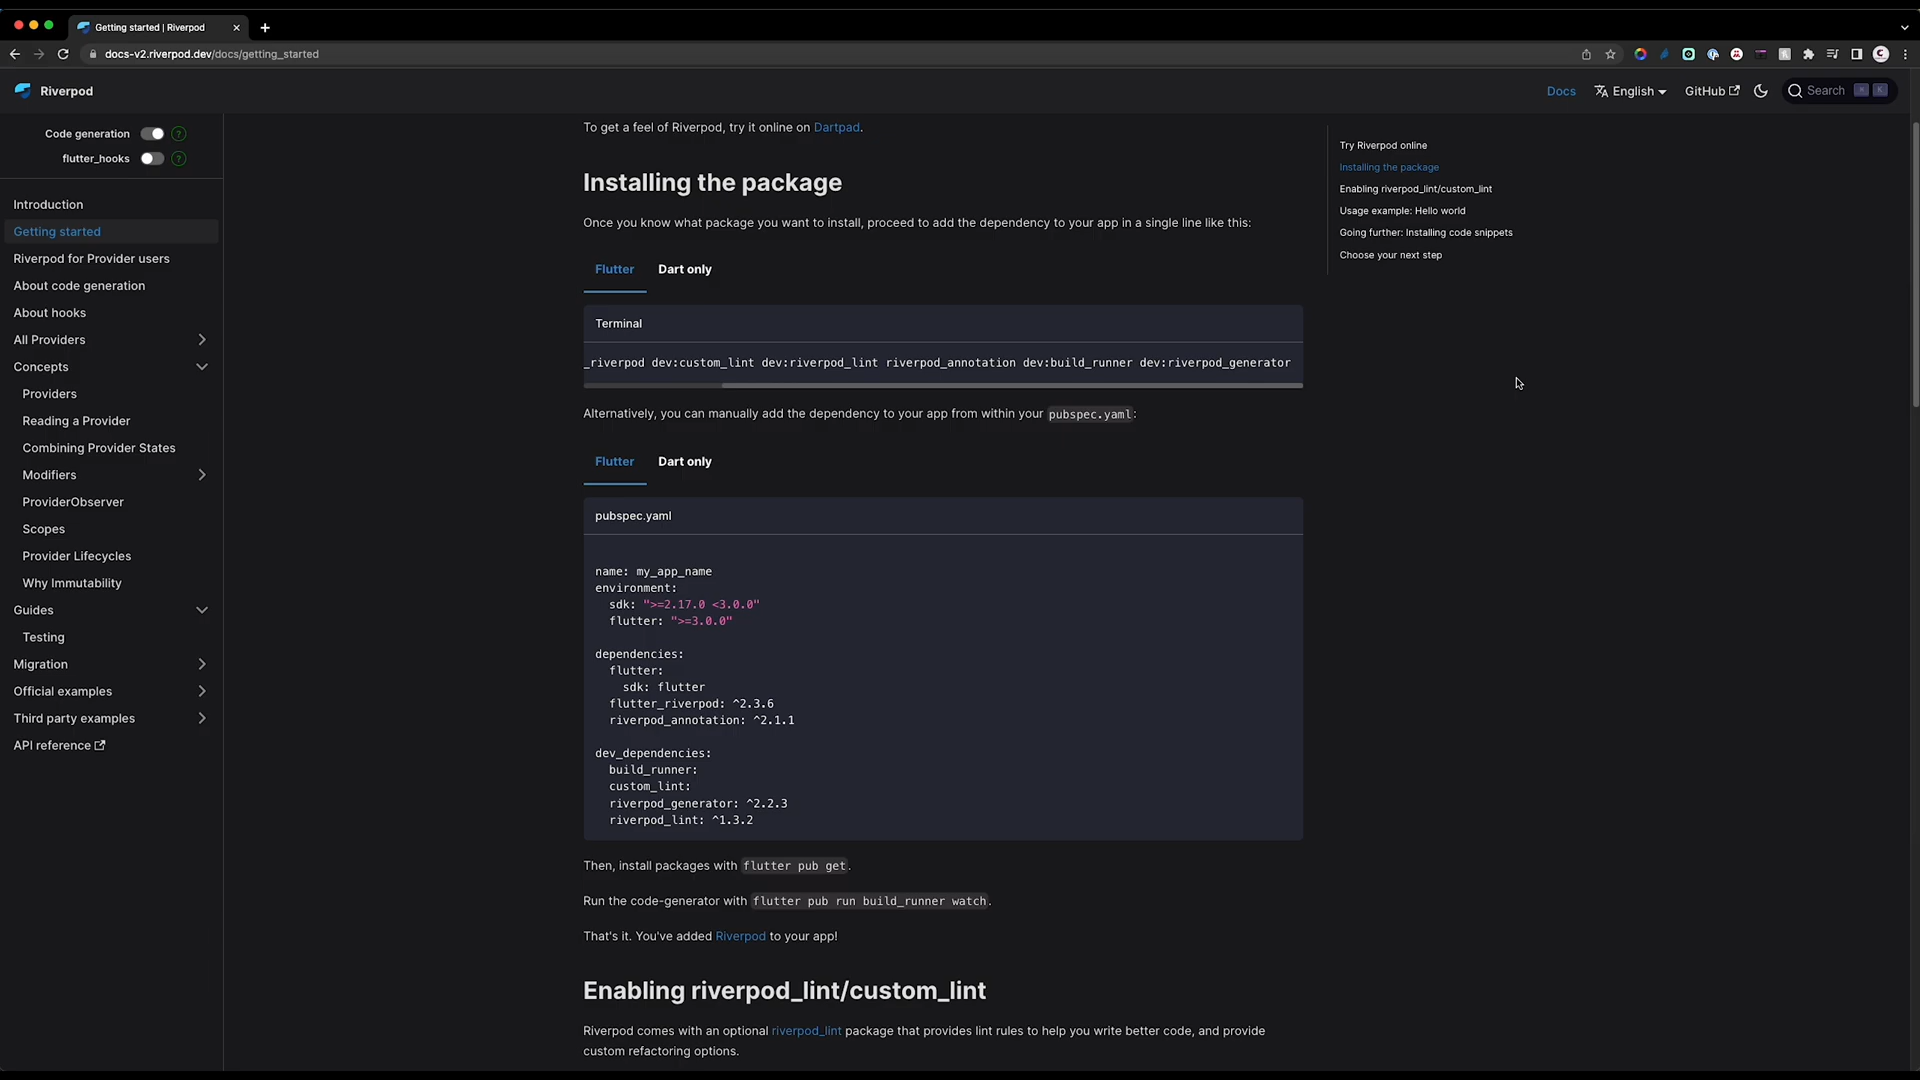 Getting started | Riverpod
docs-v2.riverpod.dev/docs/getting_started
Riverpod
Docs
English
GitHub
Search
K
Code generation
?
flutter_hooks
?
Introduction
Getting started
Riverpod for Provider users
About code generation
About hooks
All Providers
Concepts
Providers
Reading a Provider
Combining Provider States
Modifiers
ProviderObserver
Scopes
Provider Lifecycles
Why Immutability
Guides
Testing
Migration
Official examples
Third party examples
API reference
To get a feel of Riverpod, try it online on Dartpad.
Installing the package
Once you know what package you want to install, proceed to add the dependency to your app in a single line like this:
Flutter Dart only
Terminal
_riverpod dev:custom_lint dev:riverpod_lint riverpod_annotation dev:build_runner dev:riverpod_generator
Alternatively, you can manually add the dependency to your app from within your pubspec.yaml:
Flutter Dart only
pubspec.yaml
name: my_app_name
environment:
  sdk: ">=2.17.0 <3.0.0"
  flutter: ">=3.0.0"
dependencies:
  flutter:
    sdk: flutter
  flutter_riverpod: ^2.3.6
  riverpod_annotation: ^2.1.1
dev_dependencies:
  build_runner:
  custom_lint:
  riverpod_generator: ^2.2.3
  riverpod_lint: ^1.3.2
Then, install packages with flutter pub get.
Run the code-generator with flutter pub run build_runner watch.
That's it. You've added Riverpod to your app!
Enabling riverpod_lint/custom_lint
Riverpod comes with an optional riverpod_lint package that provides lint rules to help you write better code, and provide
custom refactoring options.
Try Riverpod online
Installing the package
Enabling riverpod_lint/custom_lint
Usage example: Hello world
Going further: Installing code snippets
Choose your next step